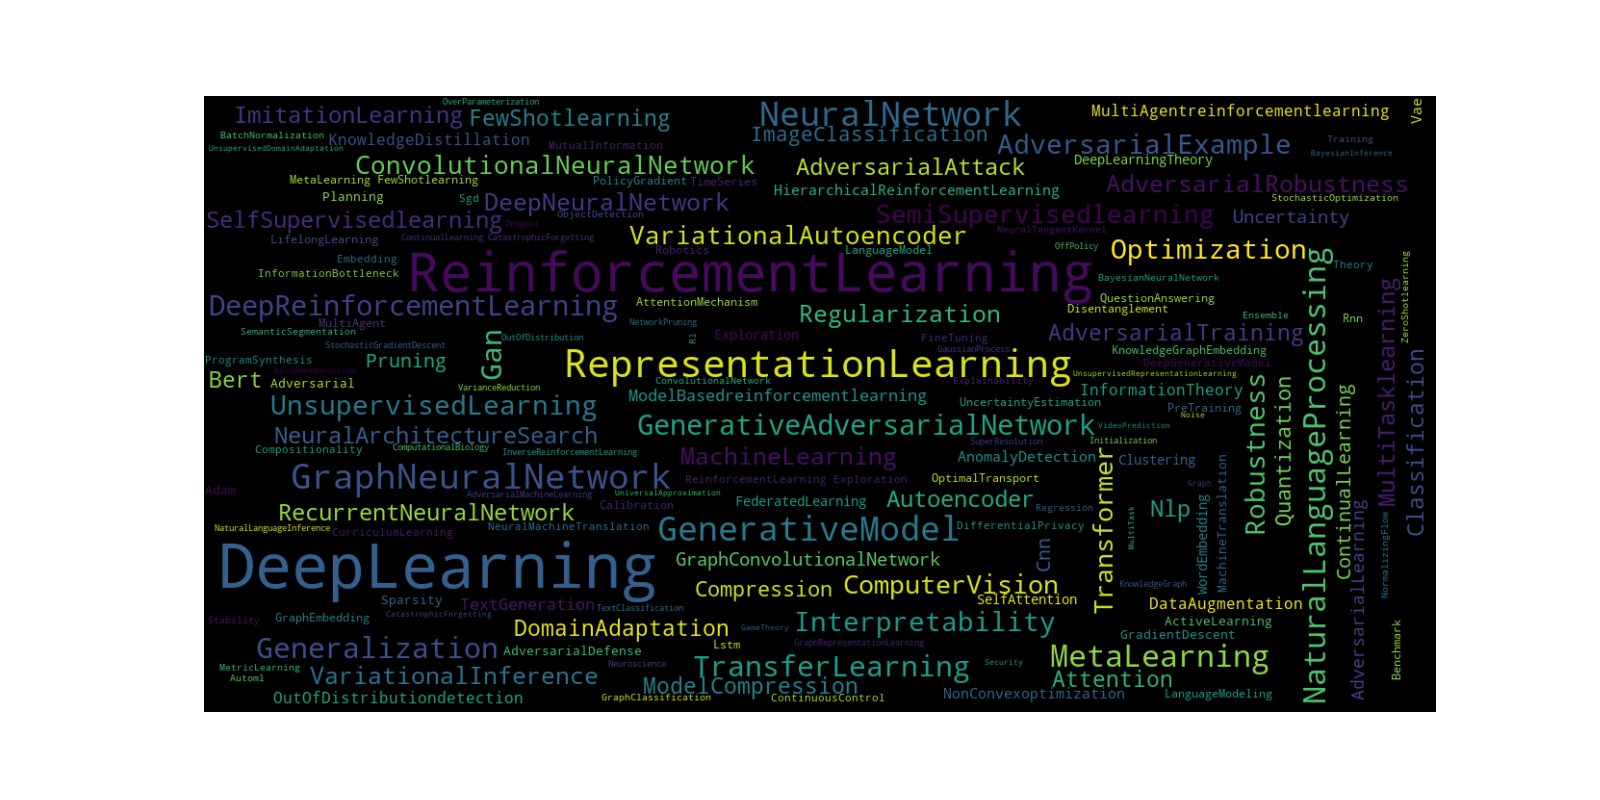 OverParameterization
ImitationLearning
FewShotlearning
NeuralNetwork
MultiAgentreinforcementlearning
Vae
BatchNormalization
KnowledgeDistillation
ImageClassification
AdversarialExample
Training
UnsupervisedDomainAdaptation
MutualInformation
BayesianInference
ConvolutionalNeuralNetwork
AdversarialAttack
DeepLearningTheory
MetaLearning FewShotlearning
PolicyGradient
TimeSeries
HierarchicalReinforcementLearning
AdversarialRobustness
Planning
Sgd
DeepNeuralNetwork
StochasticOptimization
SelfSupervisedlearning
Dropout
ObjectDetection
SemiSupervisedlearning
Uncertainty
LifelongLearning
ContinualLearning CatastrophicForgetting
VariationalAutoencoder
NeuralTangentKernel
Robotics
LanguageModel
OffPolicy
Optimization
Embedding
Theory
InformationBottleneck
ReinforcementLearning
BayesianNeuralNetwork
ZeroShotlearning
DeepReinforcementLearning
AttentionMechanism
Regularization
QuestionAnswering
Disentanglement
MultiAgent
NetworkPruning
Ensemble
Rnn
SemanticSegmentation
StochasticGradientDescent
Gan
OutOfDistribution
Rl
Exploration
FineTuning
GaussianProcess
AdversarialTraining
KnowledgeGraphEmbedding
ProgramSynthesis
RecommenderSystem
Pruning
RepresentationLearning
DeepGenerativeModel
UnsupervisedRepresentationLearning
Bert
Adversarial
VarianceReduction
ConvolutionalNetwork
Explainability
ModelBasedreinforcementlearning
UncertaintyEstimation
InformationTheory
UnsupervisedLearning
PreTraining
Noise
GenerativeAdversarialNetwork
VideoPrediction
NeuralArchitectureSearch
SuperResolution
Initialization
Compositionality
ComputationalBiology
InverseReinforcementLearning
MachineLearning
AnomalyDetection
Clustering
GraphNeuralNetwork
ReinforcementLearning Exploration
OptimalTransport
Graph
Adam
AdversarialMachineLearning
UniversalApproximation
Calibration
FederatedLearning
Autoencoder
Regression
Nlp
RecurrentNeuralNetwork
NaturalLanguageInference
CurriculumLearning
NeuralMachineTranslation
GenerativeModel
DifferentialPrivacy
Cnn
Transformer
MultiTask
WordEmbedding
MachineTranslation
Robustness
Quantization
NaturalLanguageProcessing
ContinualLearning
AdversarialLearning
MultiTasklearning
NormalizingFlow
Classification
DeepLearning
GraphConvolutionalNetwork
Compression
ComputerVision
KnowledgeGraph
Sparsity
TextGeneration
TextClassification
SelfAttention
DataAugmentation
Stability
GraphEmbedding
CatastrophicForgetting
DomainAdaptation
GameTheory
Interpretability
ActiveLearning
GradientDescent
Benchmark
Generalization
AdversarialDefense
Lstm
GraphRepresentationLearning
MetaLearning
MetricLearning
Automl
VariationalInference
Neuroscience
TransferLearning
Security
Attention
ModelCompression
OutOfDistributiondetection
GraphClassification
ContinuousControl
NonConvexoptimization
LanguageModeling